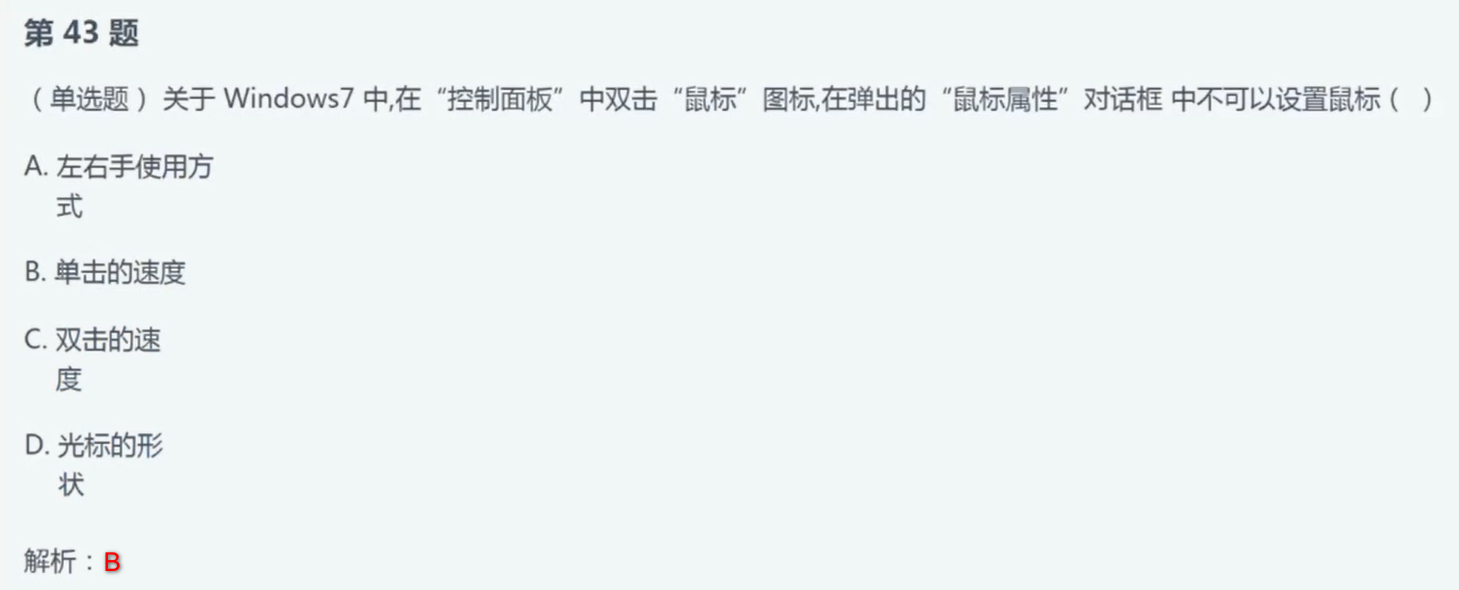 第 43 题
（单选题）关于 Windows7 中,在“控制面板”中双击“鼠标”图标,在弹出的“鼠标属性”对话框 中不可以设置鼠标（ ）
A. 左右手使用方
式
B. 单击的速度
C. 双击的速
度
D. 光标的形
状
解析：B